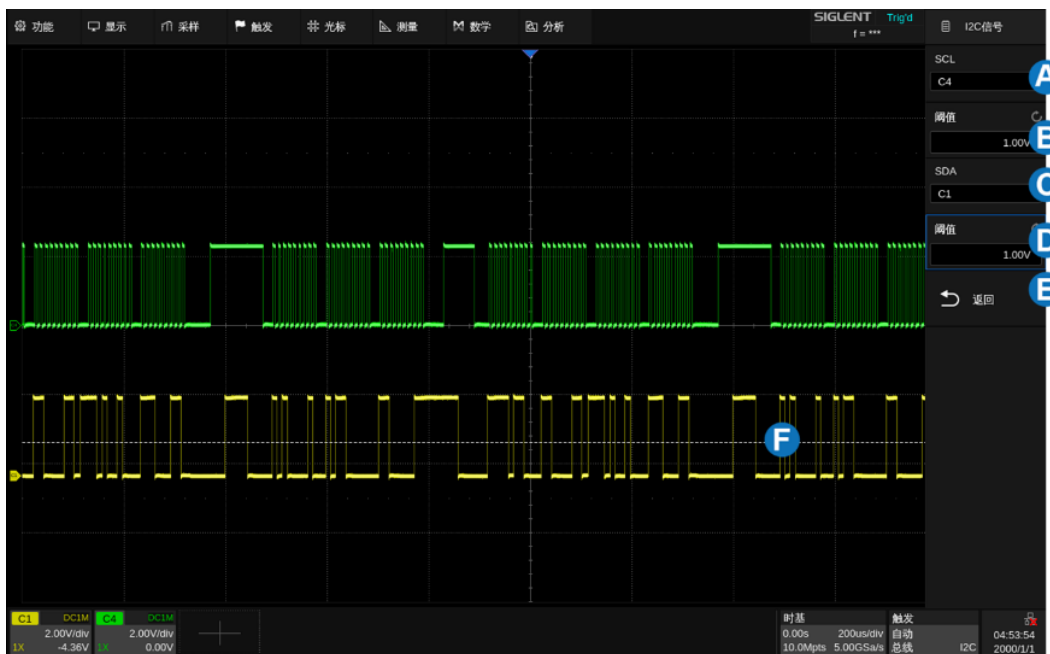 功能 显示 采样 触发 光标 测量 数学 分析 SIGLENT Trig'd I2C信号
f = ***
SCL
C4
A
阈值
1.00V
B
SDA
C1
C
阈值
1.00V
D
返回
E
F
C1 DC1M C4 DC1M
2.00V/div 2.00V/div
1X -4.36V 1X 0.00V
时基 触发
0.00s 200us/div 自动 04:53:54
10.0Mpts 5.00GSa/s 总线 I2C 2000/1/1